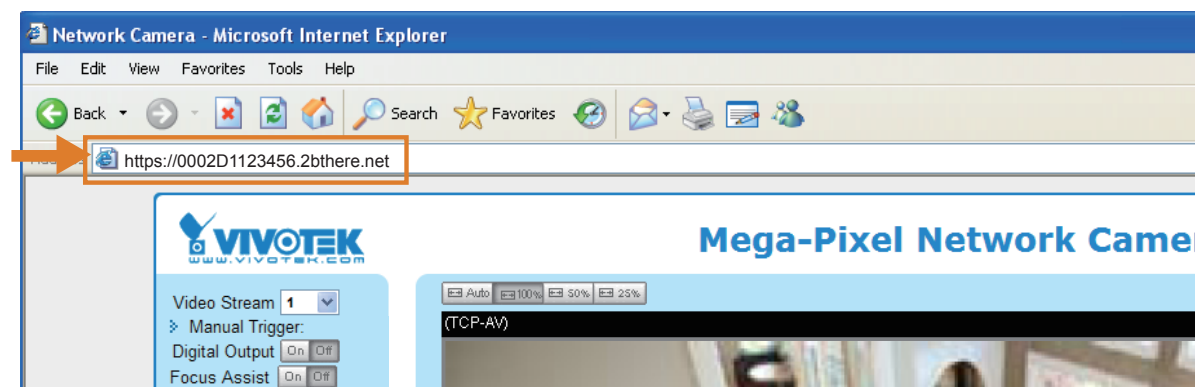 Network Camera - Microsoft Internet Explorer
File Edit View Favorites Tools Help
Back Search Favorites
https://0002D1123456.2bthere.net
VIVOTEK
www.vivotek.com
Mega-Pixel Network
Video Stream 1
Auto 100% 50% 25%
Manual Trigger:
(TCP-AV)
Digital Output On Off
Focus Assist On Off